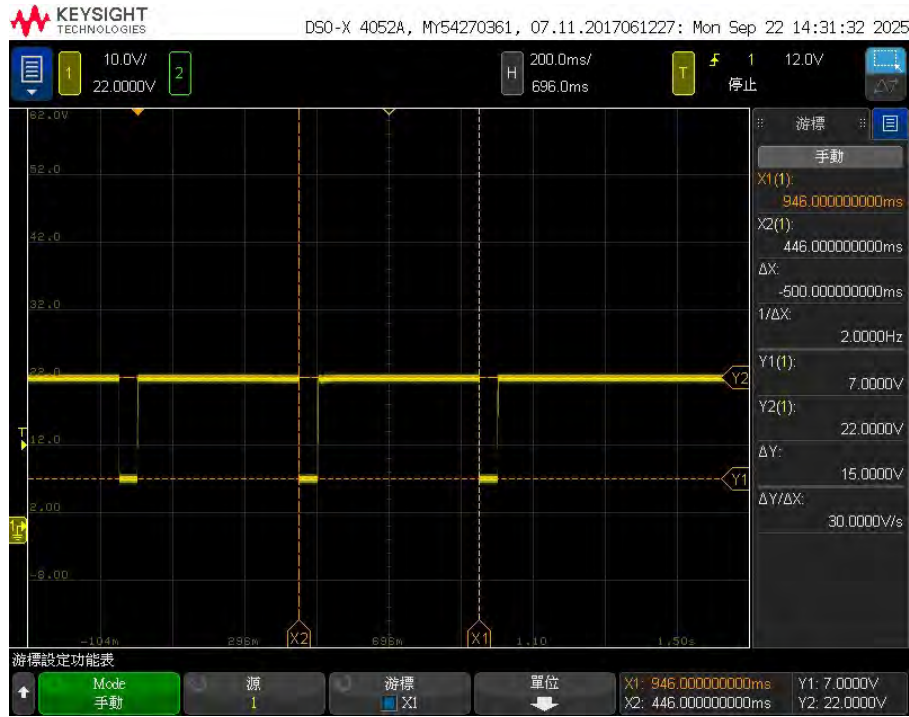 KEYSIGHT
TECHNOLOGIES
DSO-X 4052A, MY54270361, 07.11.2017061227: Mon Sep 22 14:31:32 2025
1
10.0V/
22.0000V
2
H
200.0ms/
696.0ms
T
1
12.0V
停止
62.0V
52.0
42.0
32.0
22.0
12.0
2.00
-8.00
T
1
Y2
Y1
-104m
296m
X2
696m
X1
1.10
1.50s
游標
手動
X1(1):
946.000000000ms
X2(1):
446.000000000ms
ΔX:
-500.000000000ms
1/ΔX:
2.0000Hz
Y1(1):
7.0000V
Y2(1):
22.0000V
ΔY:
15.0000V
ΔY/ΔX:
30.0000V/s
游標設定功能表
Mode
手動
源
1
游標
X1
單位
X1: 946.000000000ms
X2: 446.000000000ms
Y1: 7.0000V
Y2: 22.0000V